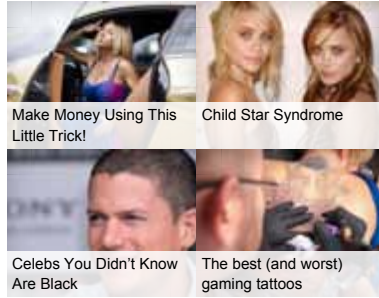 Make Money Using This
Little Trick!
Child Star Syndrome
SONY
Celebs You Didn't Know
Are Black
The best (and worst)
gaming tattoos